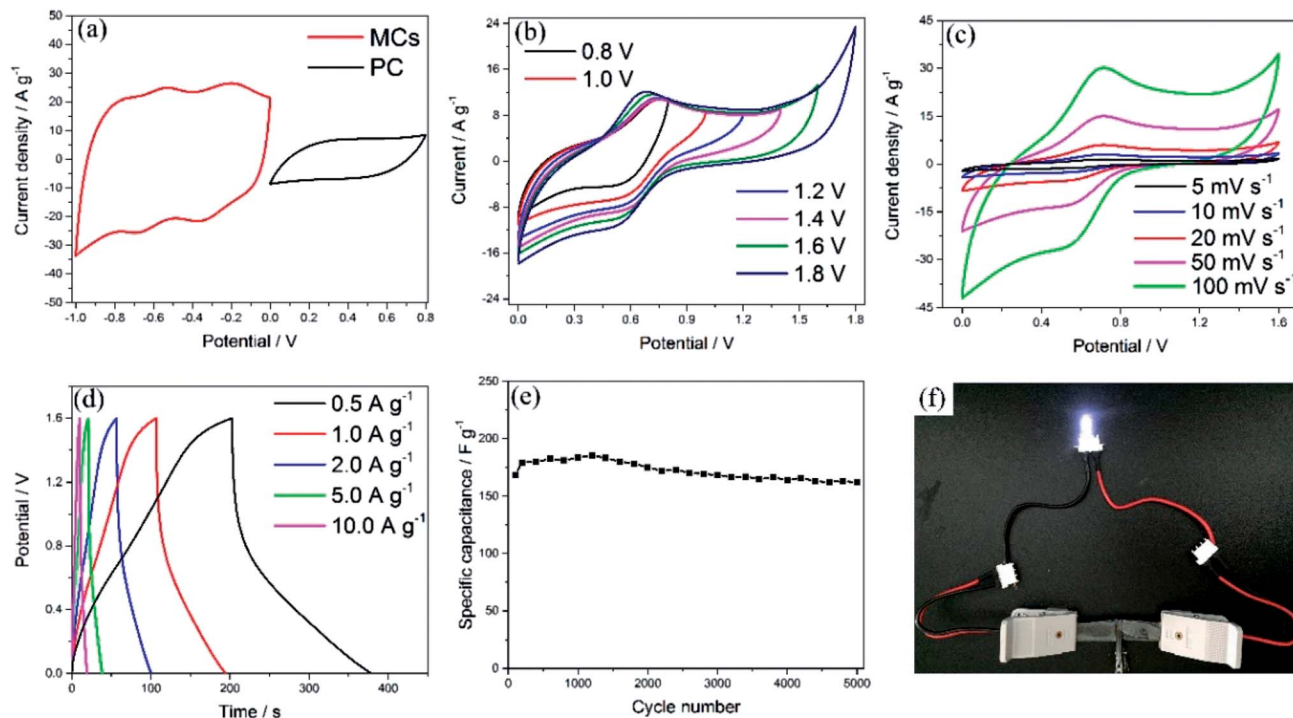 (a)
MCs
PC
Current density / A g⁻¹
50
40
30
20
10
0
-10
-20
-30
-40
-50
-1.0 -0.8 -0.6 -0.4 -0.2 0.0 0.2 0.4 0.6 0.8
Potential / V
(b)
0.8 V
1.0 V
1.2 V
1.4 V
1.6 V
1.8 V
Current / A g⁻¹
24
16
8
0
-8
-16
-24
0.0 0.3 0.6 0.9 1.2 1.5 1.8
Potential / V
(c)
5 mV s⁻¹
10 mV s⁻¹
20 mV s⁻¹
50 mV s⁻¹
100 mV s⁻¹
Current density / A g⁻¹
45
30
15
0
-15
-30
-45
0.0 0.4 0.8 1.2 1.6
Potential / V
(d)
0.5 A g⁻¹
1.0 A g⁻¹
2.0 A g⁻¹
5.0 A g⁻¹
10.0 A g⁻¹
Potential / V
2.0
1.6
1.2
0.8
0.4
0.0
0 100 200 300 400
Time / s
(e)
Specific capacitance / F g⁻¹
250
200
150
100
50
0
0 1000 2000 3000 4000 5000
Cycle number
(f)